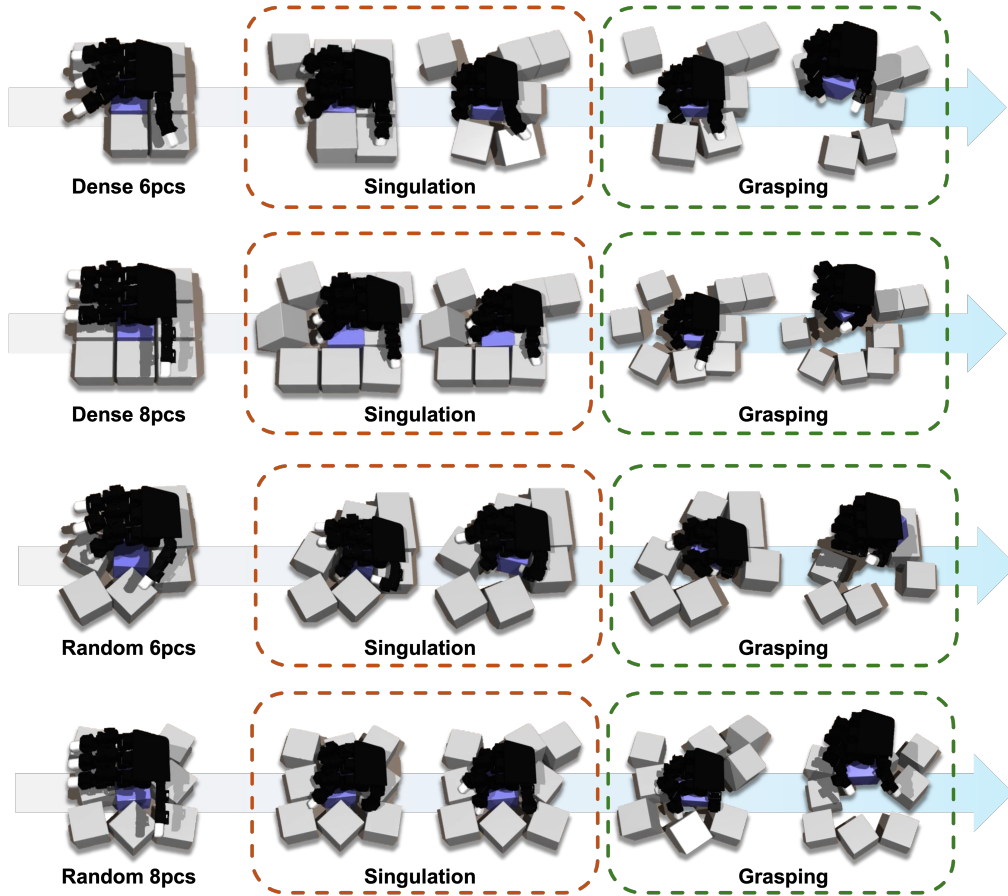 Dense 6pcs
Singulation
Grasping
Dense 8pcs
Singulation
Grasping
Random 6pcs
Singulation
Grasping
Random 8pcs
Singulation
Grasping